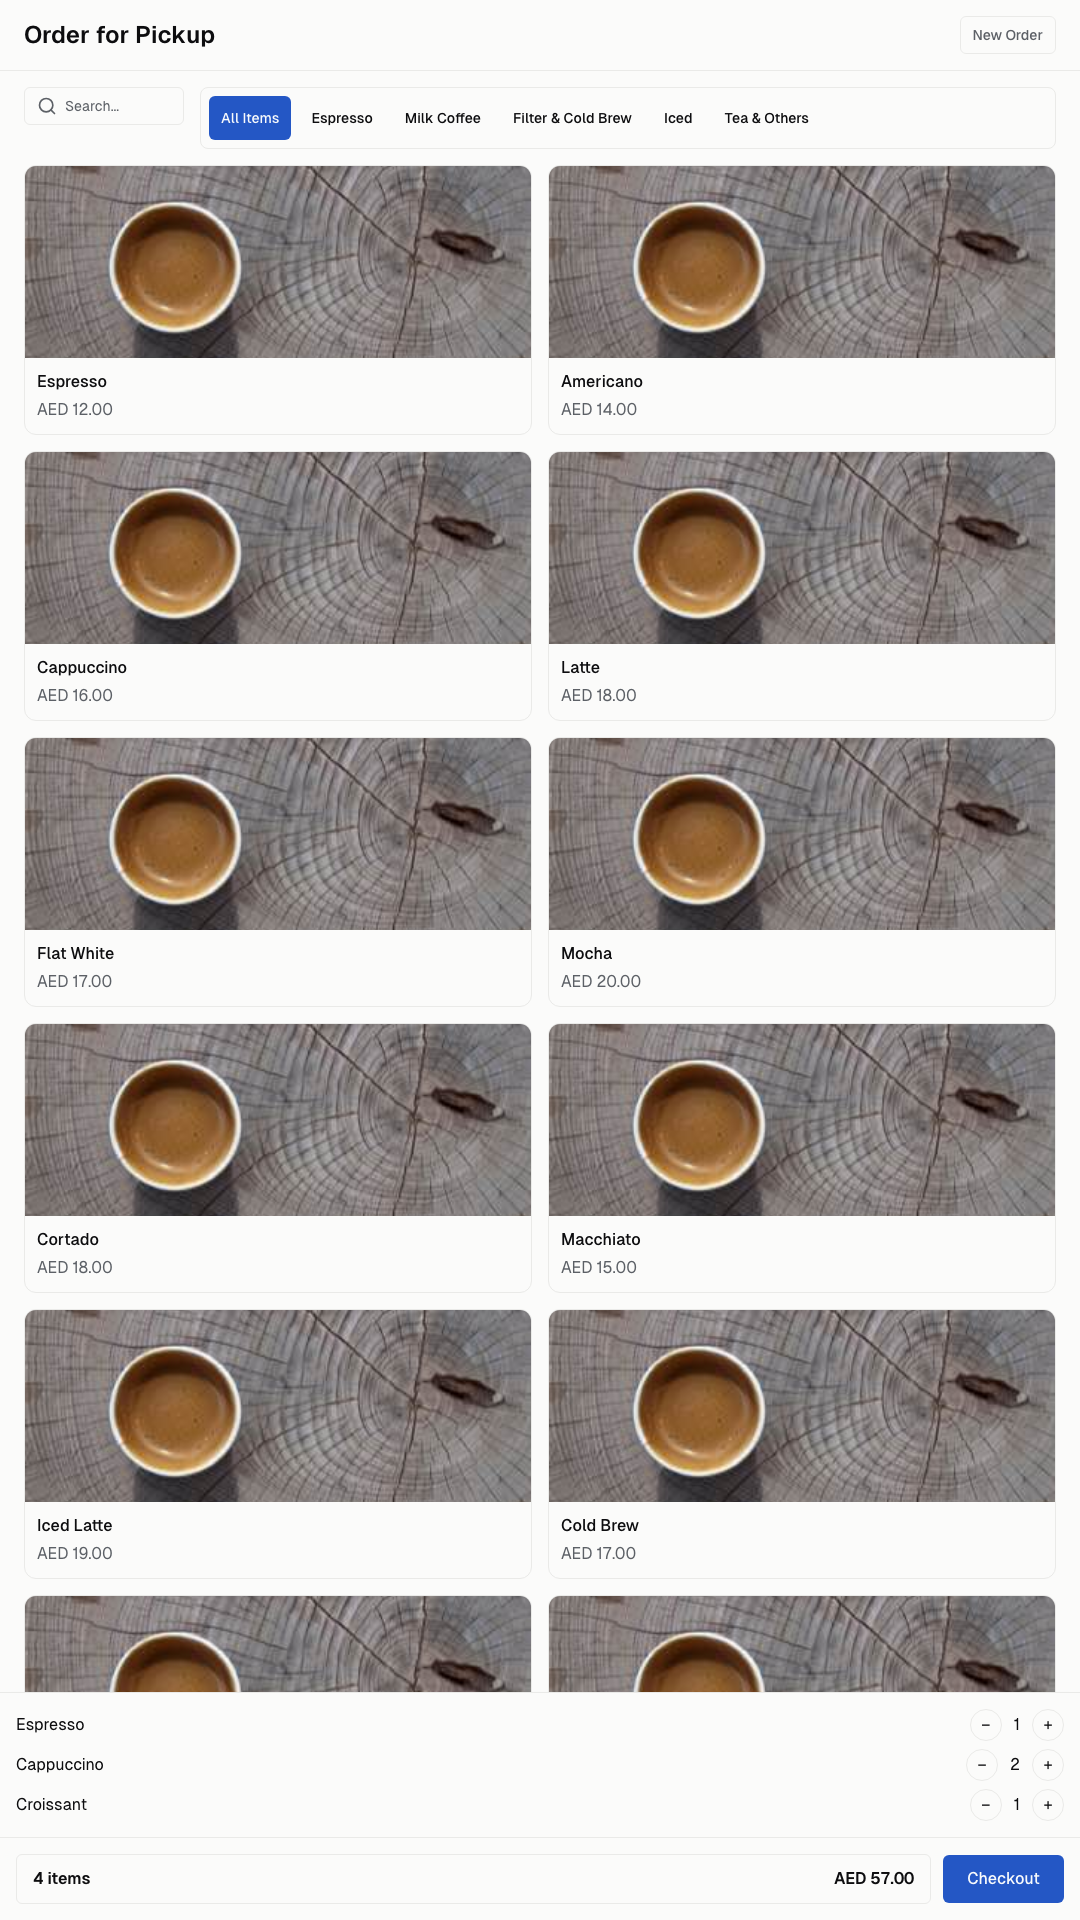 Order for Pickup
New Order
Search...
All Items Espresso Milk Coffee Filter & Cold Brew Iced Tea & Others
Espresso
AED 12.00
Americano
AED 14.00
Cappuccino
AED 16.00
Latte
AED 18.00
Flat White
AED 17.00
Mocha
AED 20.00
Cortado
AED 18.00
Macchiato
AED 15.00
Iced Latte
AED 19.00
Cold Brew
AED 17.00
Espresso − 1 +
Cappuccino − 2 +
Croissant − 1 +
4 items AED 57.00
Checkout